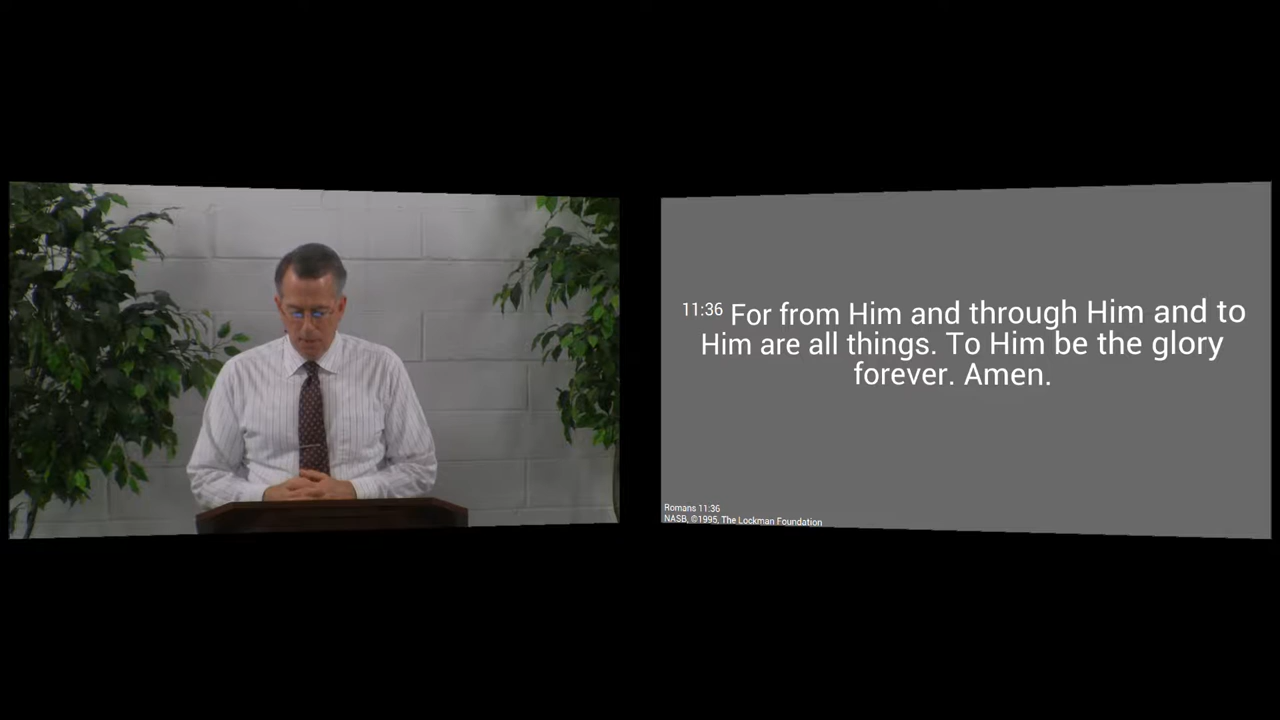 11:36 For from Him and through Him and to
Him are all things. To Him be the glory
forever. Amen.
Romans 11:36
NASB, ©1995, The Lockman Foundation